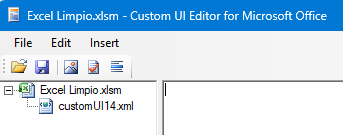 Excel Limpio.xlsm - Custom UI Editor for Microsoft Office
File Edit Insert
Excel Limpio.xlsm
customUI14.xml